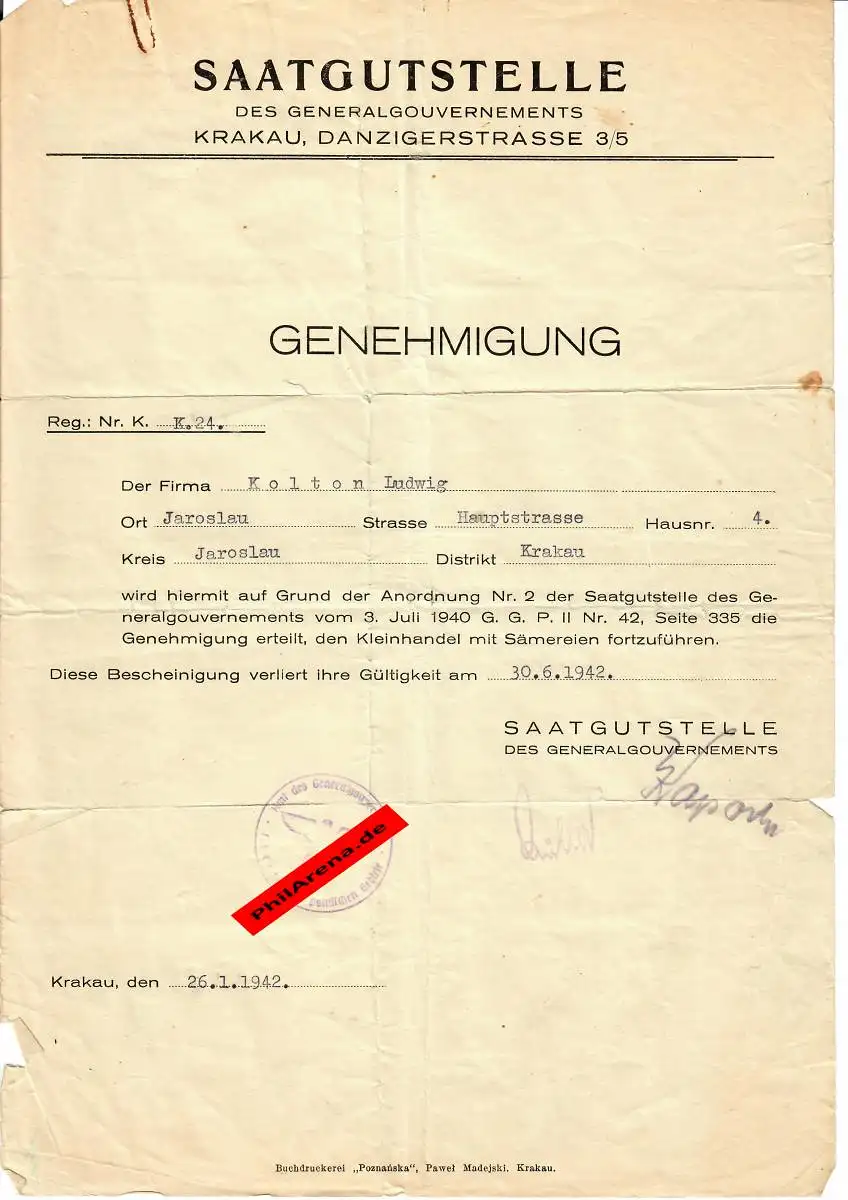 SAATGUTSTELLE
DES GENERALGOUVERNEMENTS
KRAKAU, DANZIGERSTRASSE 3/5
GENEHMIGUNG
Reg.: Nr. K. K.24.
Der Firma Kolton Ludwig
Ort Jaroslau Strasse Hauptstrasse Hausnr. 4.
Kreis Jaroslau Distrikt Krakau
wird hiermit auf Grund der Anordnung Nr. 2 der Saatgutstelle des Ge-
neralgouvernements vom 3. Juli 1940 G. G. P. II Nr. 42, Seite 335 die
Genehmigung erteilt, den Kleinhandel mit Sämereien fortzuführen.
Diese Bescheinigung verliert ihre Gültigkeit am 30.6.1942.
SAATGUTSTELLE
DES GENERALGOUVERNEMENTS
des
PhilArena.de
Krakau, den 26.1.1942.
Buchdruckerei „Poznańska", Paweł Madejski. Krakau.